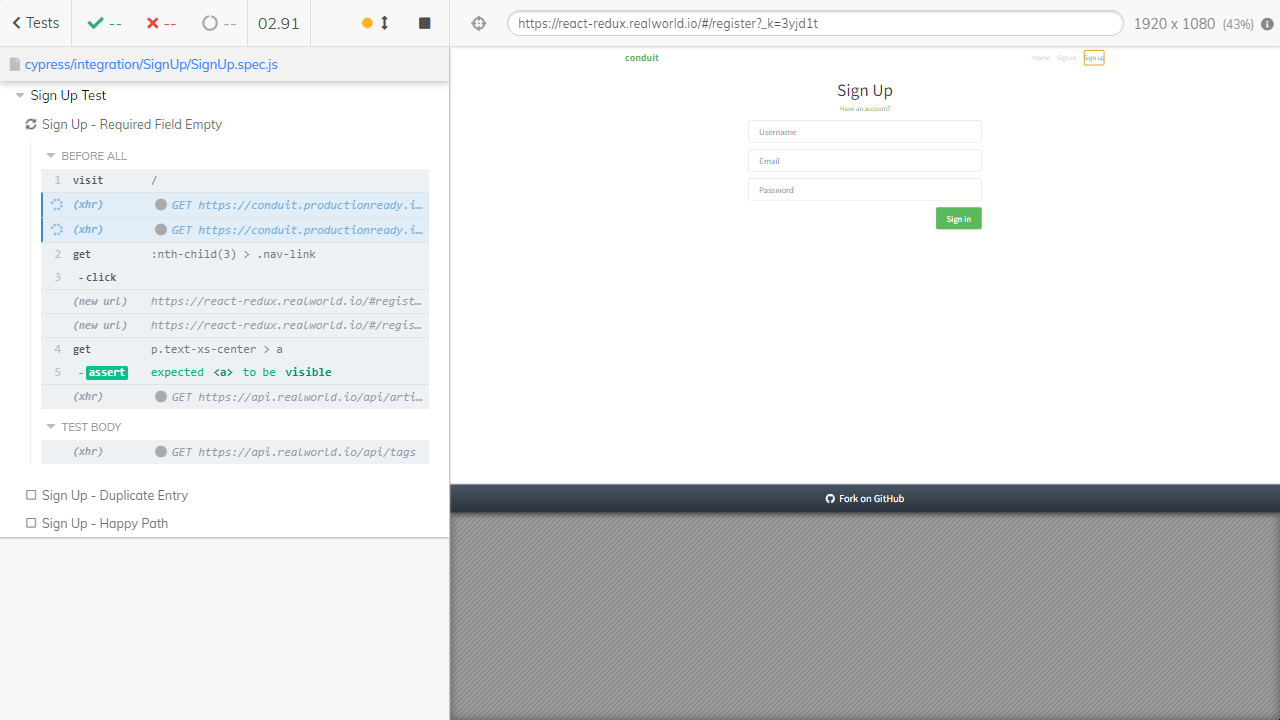 Tests -- -- -- 02.91
https://react-redux.realworld.io/#/register?_k=3yjd1t
1920 x 1080 (43%)
cypress/integration/SignUp/SignUp.spec.js
Sign Up Test
Sign Up - Required Field Empty
BEFORE ALL
1 visit /
(xhr) GET https://conduit.productionready.i...
(xhr) GET https://conduit.productionready.i...
2 get :nth-child(3) > .nav-link
3 -click
(new url) https://react-redux.realworld.io/#regist...
(new url) https://react-redux.realworld.io/#/regis...
4 get p.text-xs-center > a
5 -assert expected <a> to be visible
(xhr) GET https://api.realworld.io/api/arti...
TEST BODY
(xhr) GET https://api.realworld.io/api/tags
Sign Up - Duplicate Entry
Sign Up - Happy Path
conduit
Home Sign in Sign up
Sign Up
Have an account?
Username
Email
Password
Sign in
Fork on GitHub